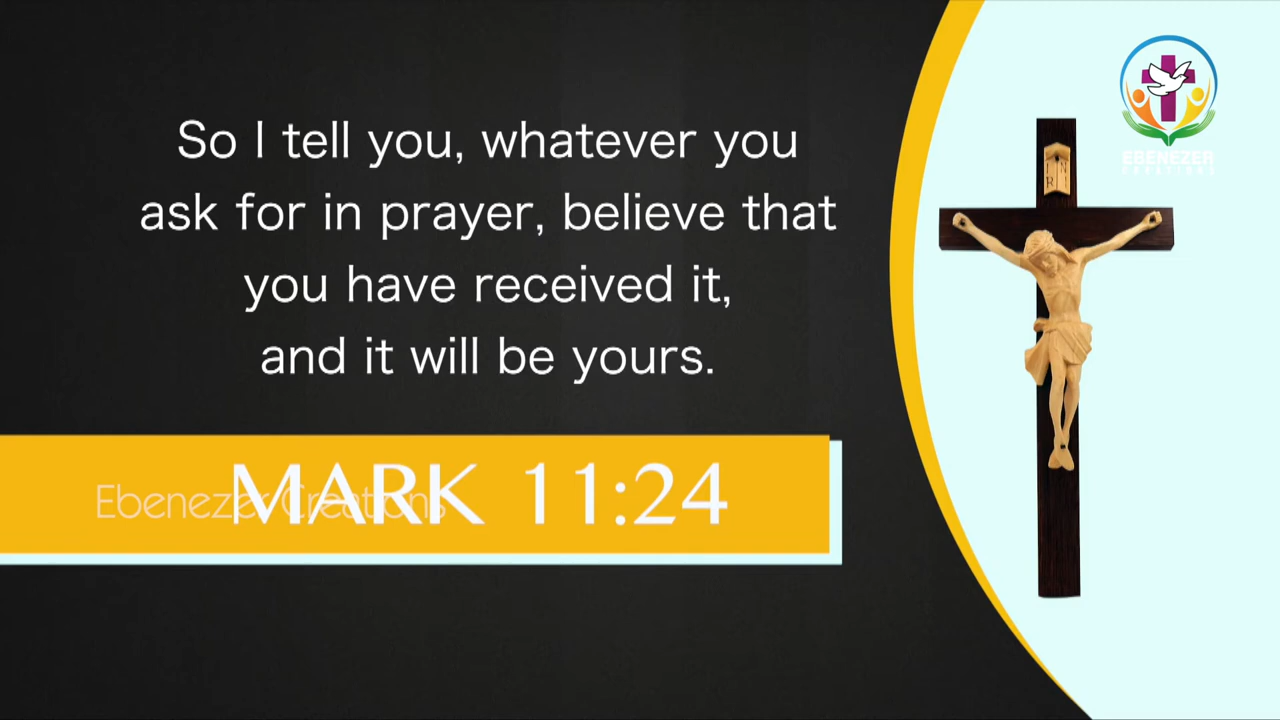 So I tell you, whatever you
ask for in prayer, believe that
you have received it,
and it will be yours.
MARK 11:24
Ebenezer Creations
EBENEZER
CREATIONS
I N
R I